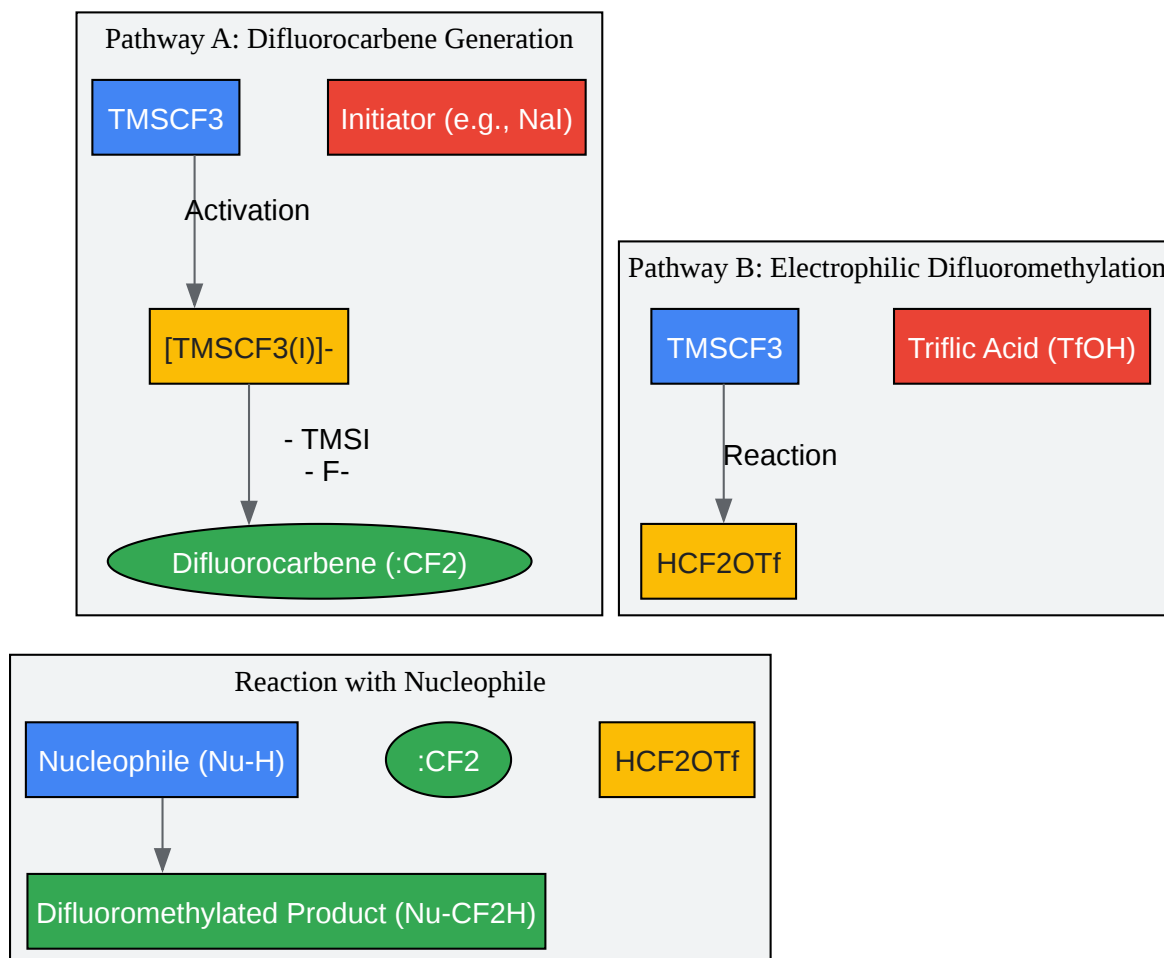 Pathway A: Difluorocarbene Generation
TMSCF3
Initiator (e.g., NaI)
Activation
[TMSCF3(I)]-
- TMSI
- F-
Difluorocarbene (:CF2)
Pathway B: Electrophilic Difluoromethylation
TMSCF3
Triflic Acid (TfOH)
Reaction
HCF2OTf
Reaction with Nucleophile
Nucleophile (Nu-H)
:CF2
HCF2OTf
Difluoromethylated Product (Nu-CF2H)